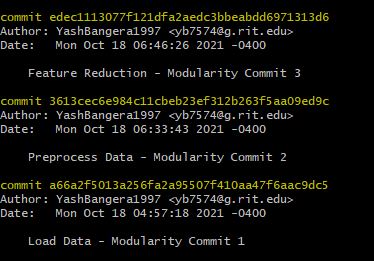 commit edec1113077f121dfa2aedc3bbeabdd6971313d6
Author: YashBangera1997 <yb7574@g.rit.edu>
Date:   Mon Oct 18 06:46:26 2021 -0400
Feature Reduction - Modularity Commit 3
commit 3613cec6e984c11cbeb23ef312b263f5aa09ed9c
Author: YashBangera1997 <yb7574@g.rit.edu>
Date:   Mon Oct 18 06:33:43 2021 -0400
Preprocess Data - Modularity Commit 2
commit a66a2f5013a256fa2a95507f410aa47f6aac9dc5
Author: YashBangera1997 <yb7574@g.rit.edu>
Date:   Mon Oct 18 04:57:18 2021 -0400
Load Data - Modularity Commit 1